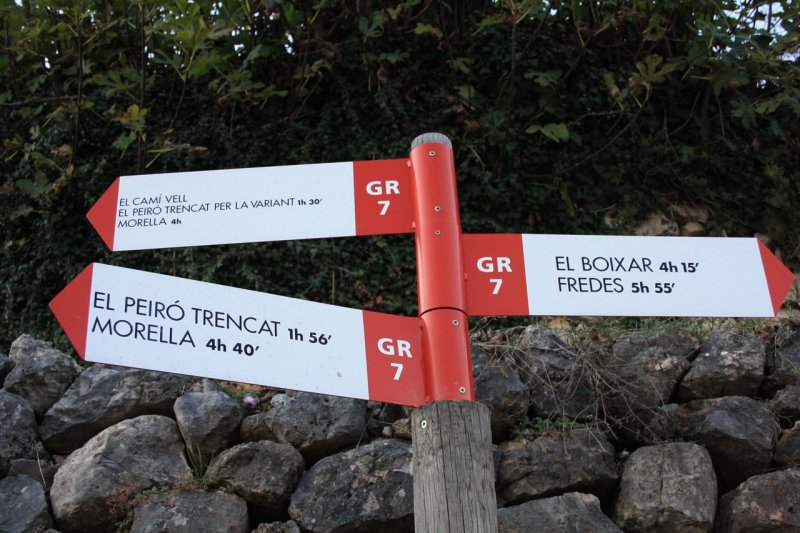 EL CAMÍ VELL
EL PEIRÓ TRENCAT PER LA VARIANT 1h 30'
MORELLA 4h
GR
7
GR
7
EL BOIXAR 4h 15'
FREDES 5h 55'
EL PEIRÓ TRENCAT 1h 56'
MORELLA 4h 40'
GR
7